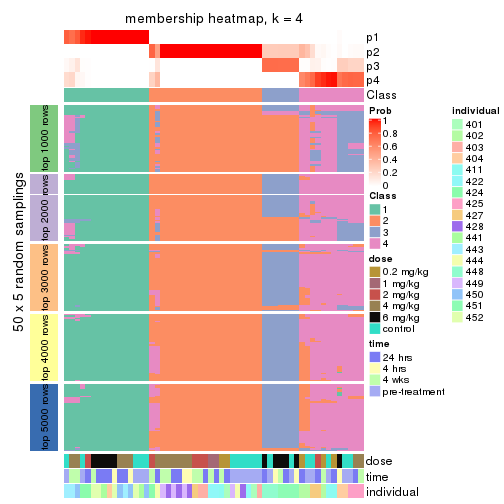 membership heatmap, k = 4
p1
p2
p3
p4
Class
50 x 5 random samplings
top 1000 rows
top 2000 rows
top 3000 rows
top 4000 rows
top 5000 rows
dose
time
individual
Prob
1
0.8
0.6
0.4
0.2
0
Class
1
2
3
4
dose
0.2 mg/kg
1 mg/kg
2 mg/kg
4 mg/kg
6 mg/kg
control
time
24 hrs
4 hrs
4 wks
pre-treatment
individual
401
402
403
404
411
422
424
425
427
428
441
443
444
448
449
450
451
452